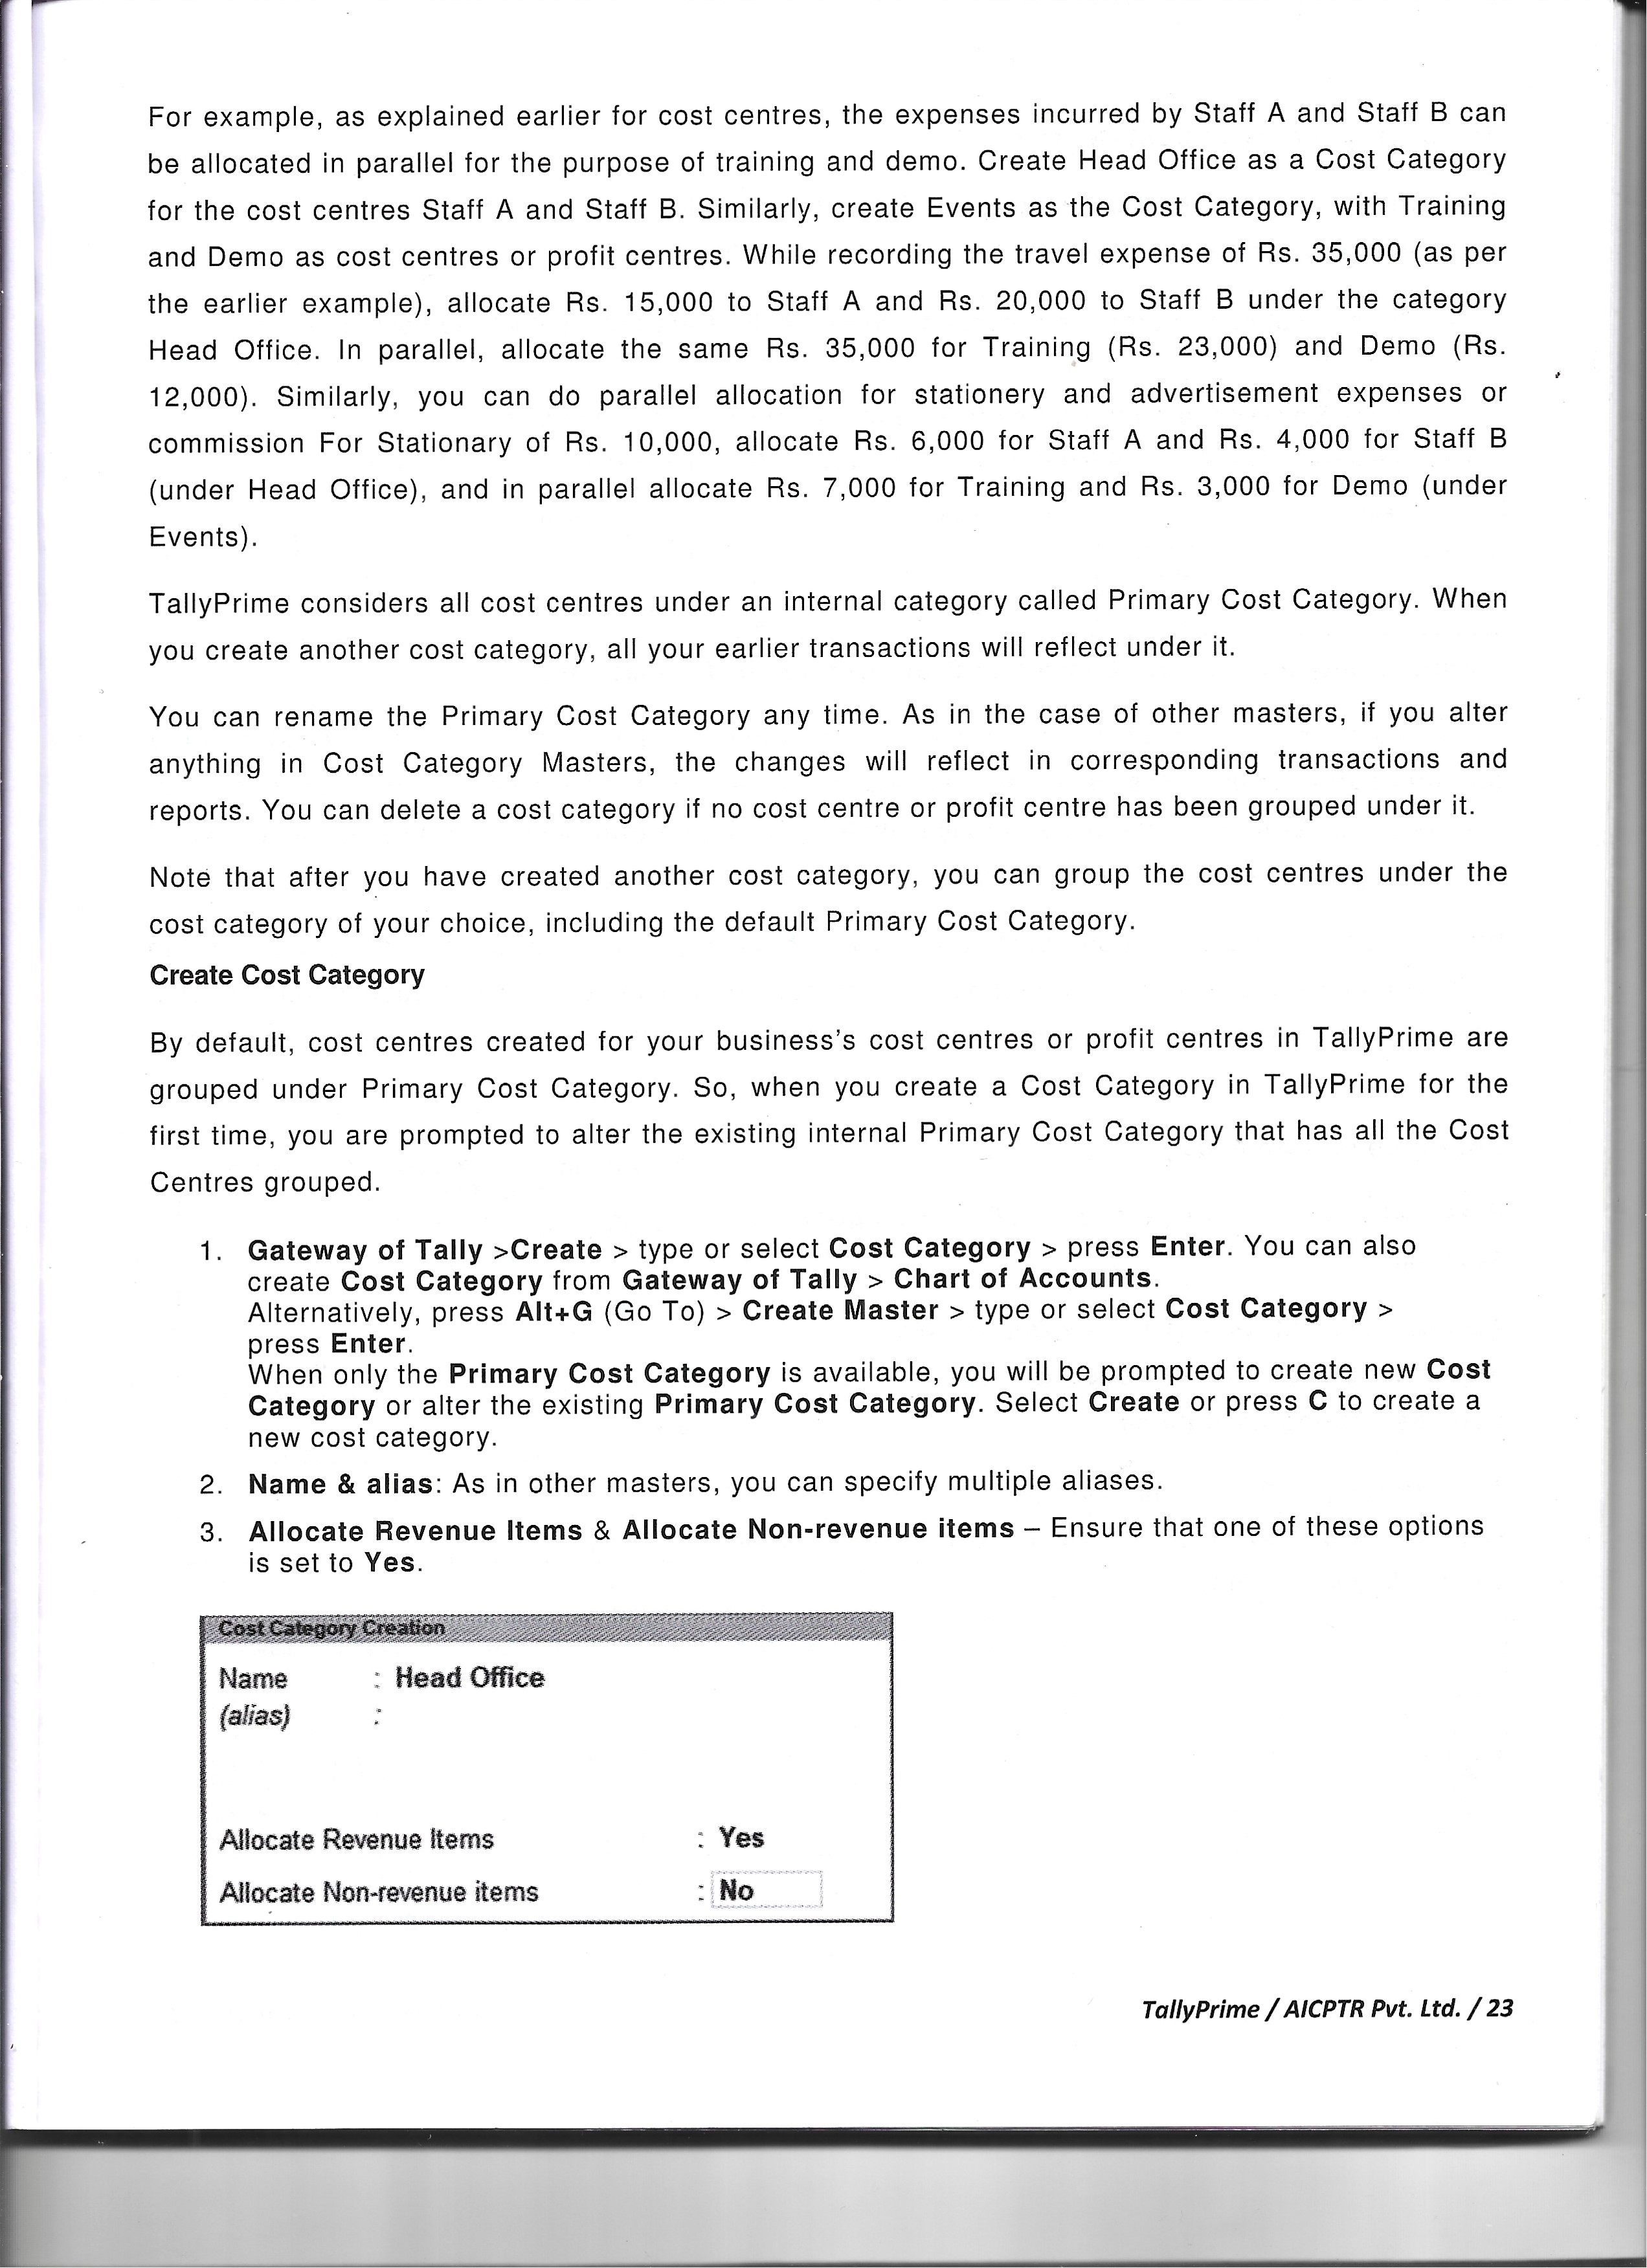 For example, as explained earlier for cost centres, the expenses incurred by Staff A and Staff B can
be allocated in parallel for the purpose of training and demo. Create Head Office as a Cost Category
for the cost centres Staff A and Staff B. Similarly, create Events as the Cost Category, with Training
and Demo as cost centres or profit centres. While recording the travel expense of Rs. 35,000 (as per
the earlier example), allocate Rs. 15,000 to Staff A and Rs. 20,000 to Staff B under the category
Head Office. In parallel, allocate the same Rs. 35,000 for Training (Rs. 23,000) and Demo (Rs.
12,000). Similarly, you can do parallel allocation for stationery and advertisement expenses or
commission For Stationary of Rs. 10,000, allocate Rs. 6,000 for Staff A and Rs. 4,000 for Staff B
(under Head Office), and in parallel allocate Rs. 7,000 for Training and Rs. 3,000 for Demo (under
Events).
TallyPrime considers all cost centres under an internal category called Primary Cost Category. When
you create another cost category, all your earlier transactions will reflect under it.
You can rename the Primary Cost Category any time. As in the case of other masters, if you alter
anything in Cost Category Masters, the changes will reflect in corresponding transactions and
reports. You can delete a cost category if no cost centre or profit centre has been grouped under it.
Note that after you have created another cost category, you can group the cost centres under the
cost category of your choice, including the default Primary Cost Category.
Create Cost Category
By default, cost centres created for your business's cost centres or profit centres in TallyPrime are
grouped under Primary Cost Category. So, when you create a Cost Category in TallyPrime for the
first time, you are prompted to alter the existing internal Primary Cost Category that has all the Cost
Centres grouped.
1. Gateway of Tally >Create > type or select Cost Category > press Enter. You can also
create Cost Category from Gateway of Tally > Chart of Accounts.
Alternatively, press Alt+G (Go To) > Create Master > type or select Cost Category >
press Enter.
When only the Primary Cost Category is available, you will be prompted to create new Cost
Category or alter the existing Primary Cost Category. Select Create or press C to create a
new cost category.
2. Name & alias: As in other masters, you can specify multiple aliases.
3. Allocate Revenue Items & Allocate Non-revenue items – Ensure that one of these options
is set to Yes.
Cost Category Creation
Name : Head Office
(alias) :
Allocate Revenue Items : Yes
Allocate Non-revenue items : No
TallyPrime / AICPTR Pvt. Ltd. / 23